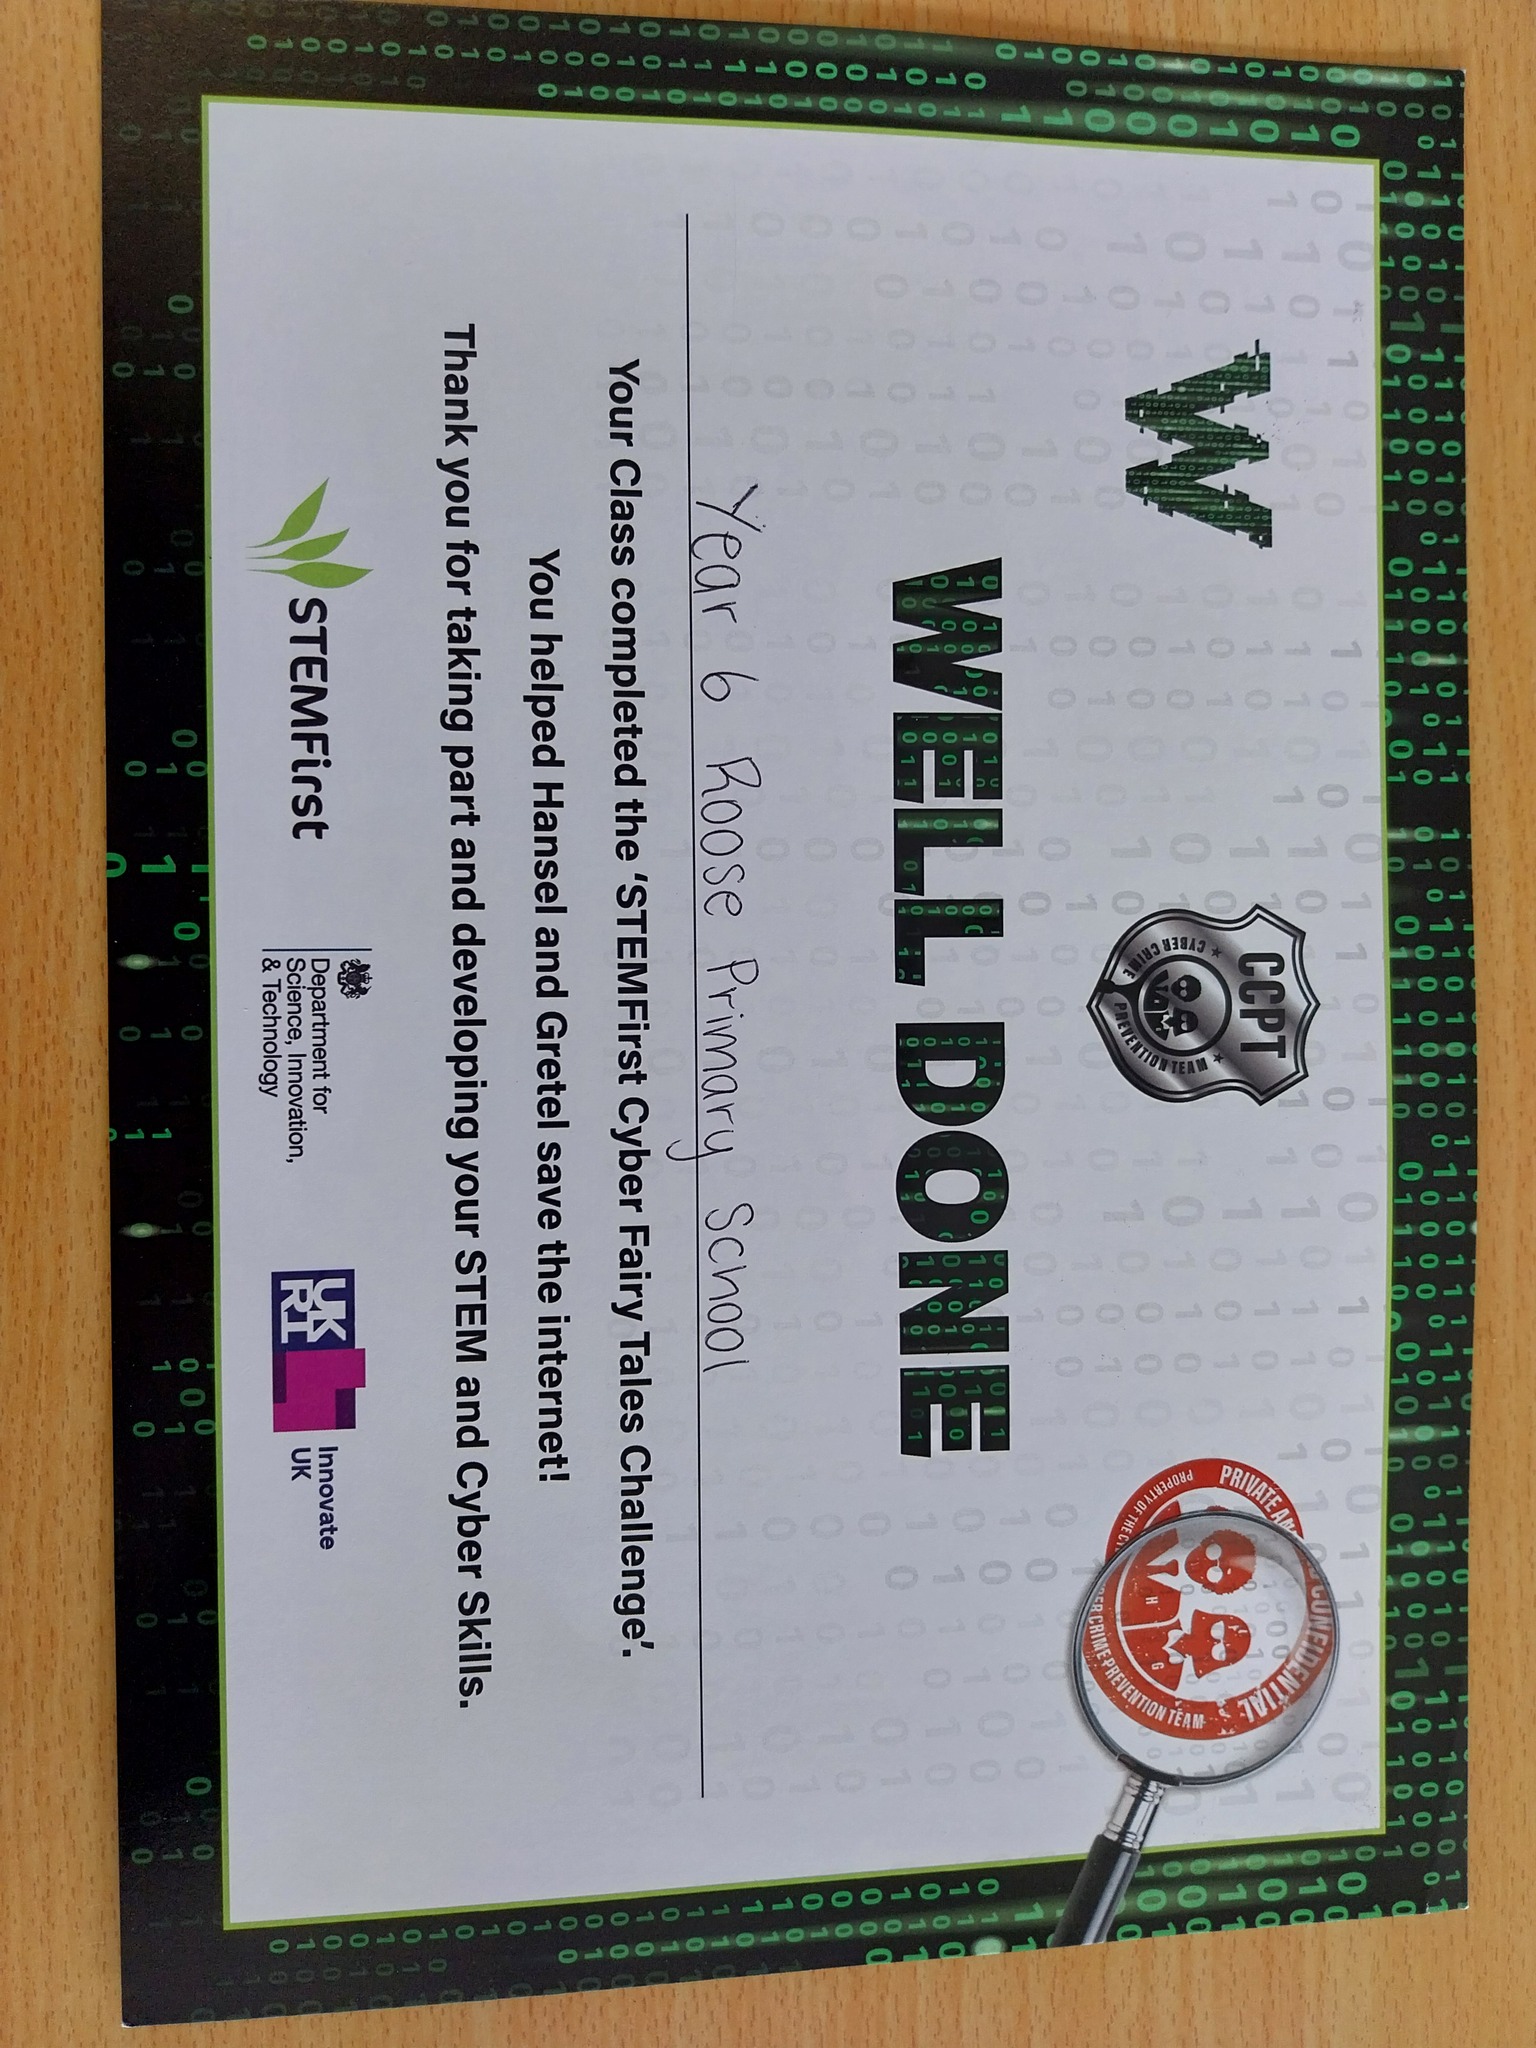 W
CCPT
★ CYBER CRIME ★
PREVENTION TEAM
PRIVATE AN
CONFIDENTIAL
PROPERTY OF THE C
BER CRIME PREVENTION TEAM
H G
WELL DONE
Year 6 Roose Primary School
Your Class completed the 'STEMFirst Cyber Fairy Tales Challenge'.
You helped Hansel and Gretel save the internet!
Thank you for taking part and developing your STEM and Cyber Skills.
STEMFirst
Department for
Science, Innovation,
& Technology
UK
RI
Innovate
UK